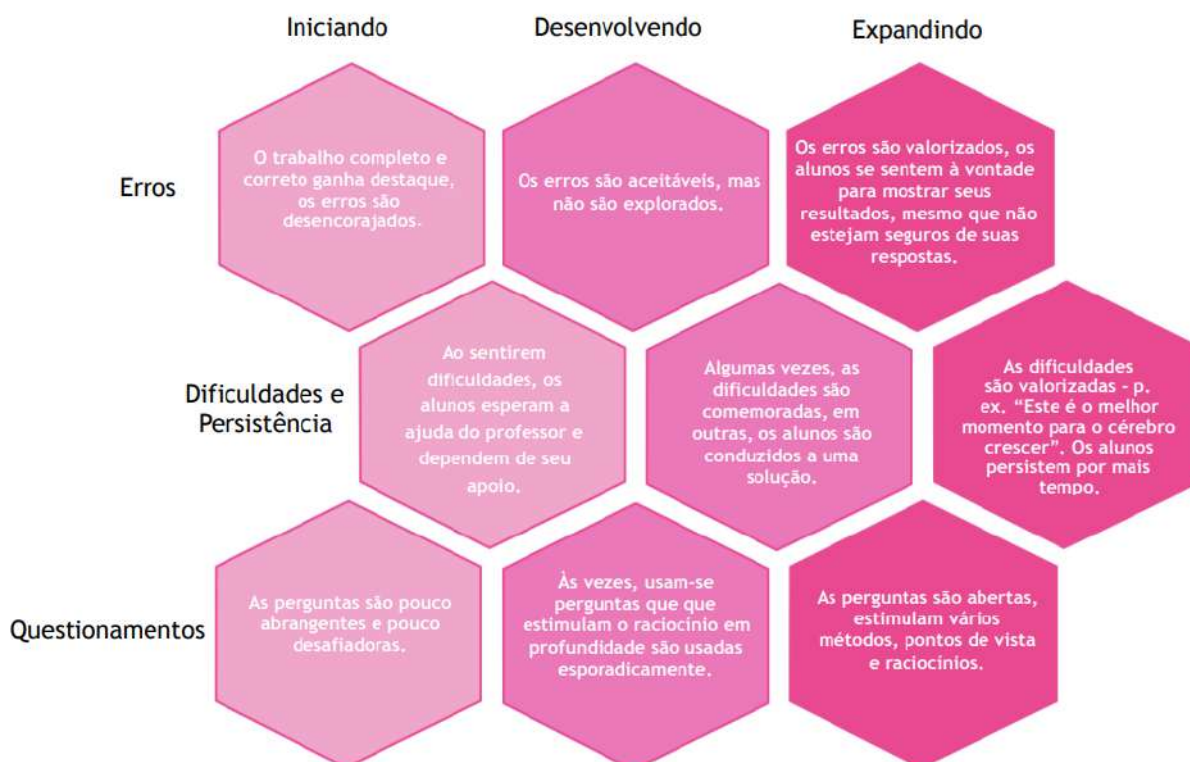 Iniciando
Desenvolvendo
Expandindo
Erros
O trabalho completo e
correto ganha destaque,
os erros são
desencorajados.
Os erros são aceitáveis, mas
não são explorados.
Os erros são valorizados, os
alunos se sentem à vontade
para mostrar seus
resultados, mesmo que não
estejam seguros de suas
respostas.
Dificuldades e
Persistência
Ao sentirem
dificuldades, os
alunos esperam a
ajuda do professor e
dependem de seu
apoio.
Algumas vezes, as
dificuldades são
comemoradas, em
outras, os alunos são
conduzidos a uma
solução.
As dificuldades
são valorizadas - p.
ex. “Este é o melhor
momento para o cérebro
crescer”. Os alunos
persistem por mais
tempo.
Questionamentos
As perguntas são pouco
abrangentes e pouco
desafiadoras.
Às vezes, usam-se
perguntas que que
estimulam o raciocínio em
profundidade são usadas
esporadicamente.
As perguntas são abertas,
estimulam vários
métodos, pontos de vista
e raciocínios.